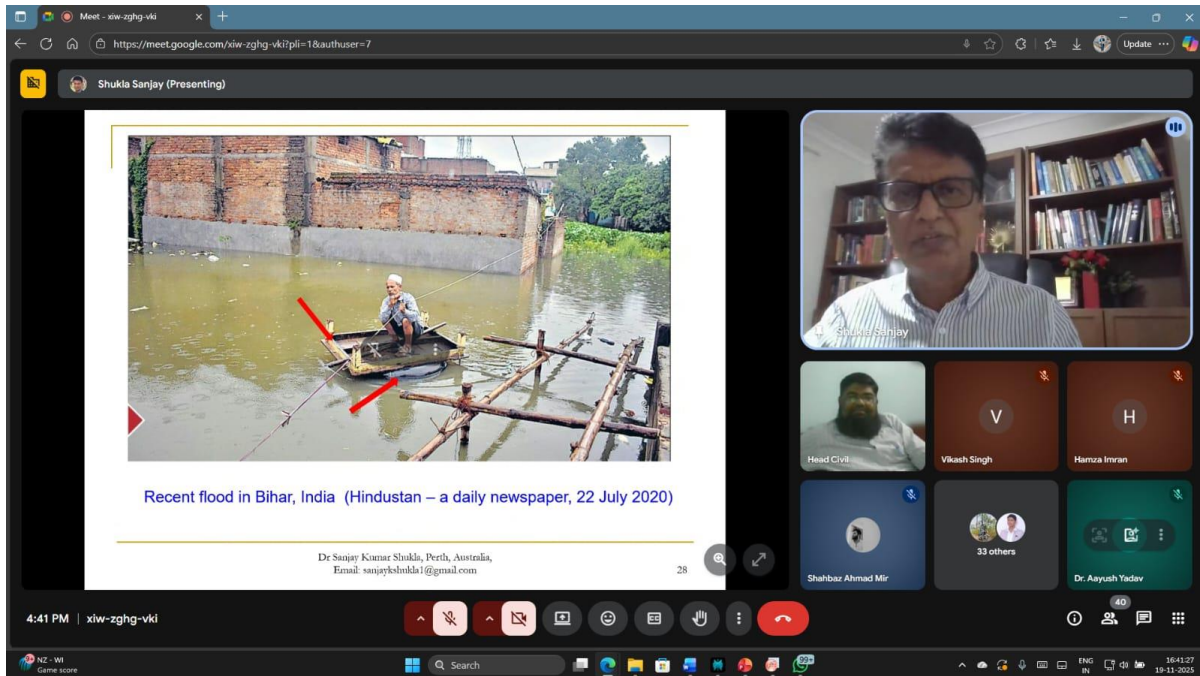 Meet - xiw-zghg-vki
https://meet.google.com/xiw-zghg-vki?pli=1&authuser=7
Update
Shukla Sanjay (Presenting)
Recent flood in Bihar, India (Hindustan – a daily newspaper, 22 July 2020)
Dr Sanjay Kumar Shukla, Perth, Australia,
Email: sanjaykshukla1@gmail.com
28
Shukla Sanjay
Head Civil
V
Vikash Singh
H
Hamza Imran
Shahbaz Ahmad Mir
33 others
Dr. Aayush Yadav
4:41 PM | xiw-zghg-vki
40
NZ - WI
Game score
Search
99+
ENG
IN
16:41:27
19-11-2025